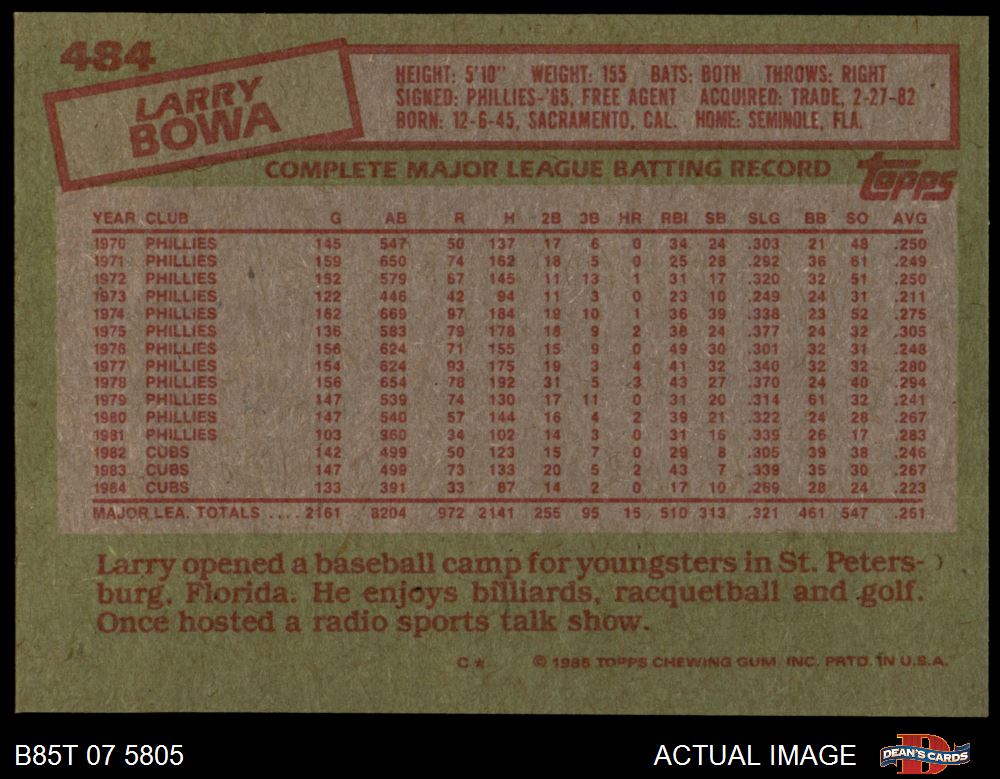 484
LARRY
BOWA
HEIGHT: 5'10" WEIGHT: 155 BATS: BOTH THROWS: RIGHT
SIGNED: PHILLIES-'65, FREE AGENT ACQUIRED: TRADE, 2-27-82
BORN: 12-6-45, SACRAMENTO, CAL. HOME: SEMINOLE, FLA.
COMPLETE MAJOR LEAGUE BATTING RECORD
Topps
YEAR CLUB G AB R H 2B 3B HR RBI SB SLG BB SO AVG
1970 PHILLIES 145 547 50 137 17 6 0 34 24 .303 21 48 .250
1971 PHILLIES 159 650 74 162 18 5 0 25 28 .292 36 61 .249
1972 PHILLIES 152 579 67 145 11 13 1 31 17 .320 32 51 .250
1973 PHILLIES 122 446 42 94 11 3 0 23 10 .249 24 31 .211
1974 PHILLIES 162 669 97 184 19 10 1 36 39 .338 23 52 .275
1975 PHILLIES 136 583 79 178 18 9 2 38 24 .377 24 32 .305
1976 PHILLIES 156 624 71 155 15 9 0 49 30 .301 32 31 .248
1977 PHILLIES 154 624 93 175 19 3 4 41 32 .340 32 32 .280
1978 PHILLIES 156 654 78 192 31 5 3 43 27 .370 24 40 .294
1979 PHILLIES 147 539 74 130 17 11 0 31 20 .314 61 32 .241
1980 PHILLIES 147 540 57 144 16 4 2 39 21 .322 24 28 .267
1981 PHILLIES 103 360 34 102 14 3 0 31 16 .339 26 17 .283
1982 CUBS 142 499 50 123 15 7 0 29 8 .305 39 38 .246
1983 CUBS 147 499 73 133 20 5 2 43 7 .339 35 30 .267
1984 CUBS 133 391 33 87 14 2 0 17 10 .269 28 24 .223
MAJOR LEA. TOTALS .... 2161 8204 972 2141 255 95 15 510 313 .321 461 547 .261
Larry opened a baseball camp for youngsters in St. Peters-
burg, Florida. He enjoys billiards, racquetball and golf.
Once hosted a radio sports talk show.
C* © 1985 TOPPS CHEWING GUM, INC. PRTD. IN U.S.A.
B85T 07 5805 ACTUAL IMAGE DEAN'S CARDS